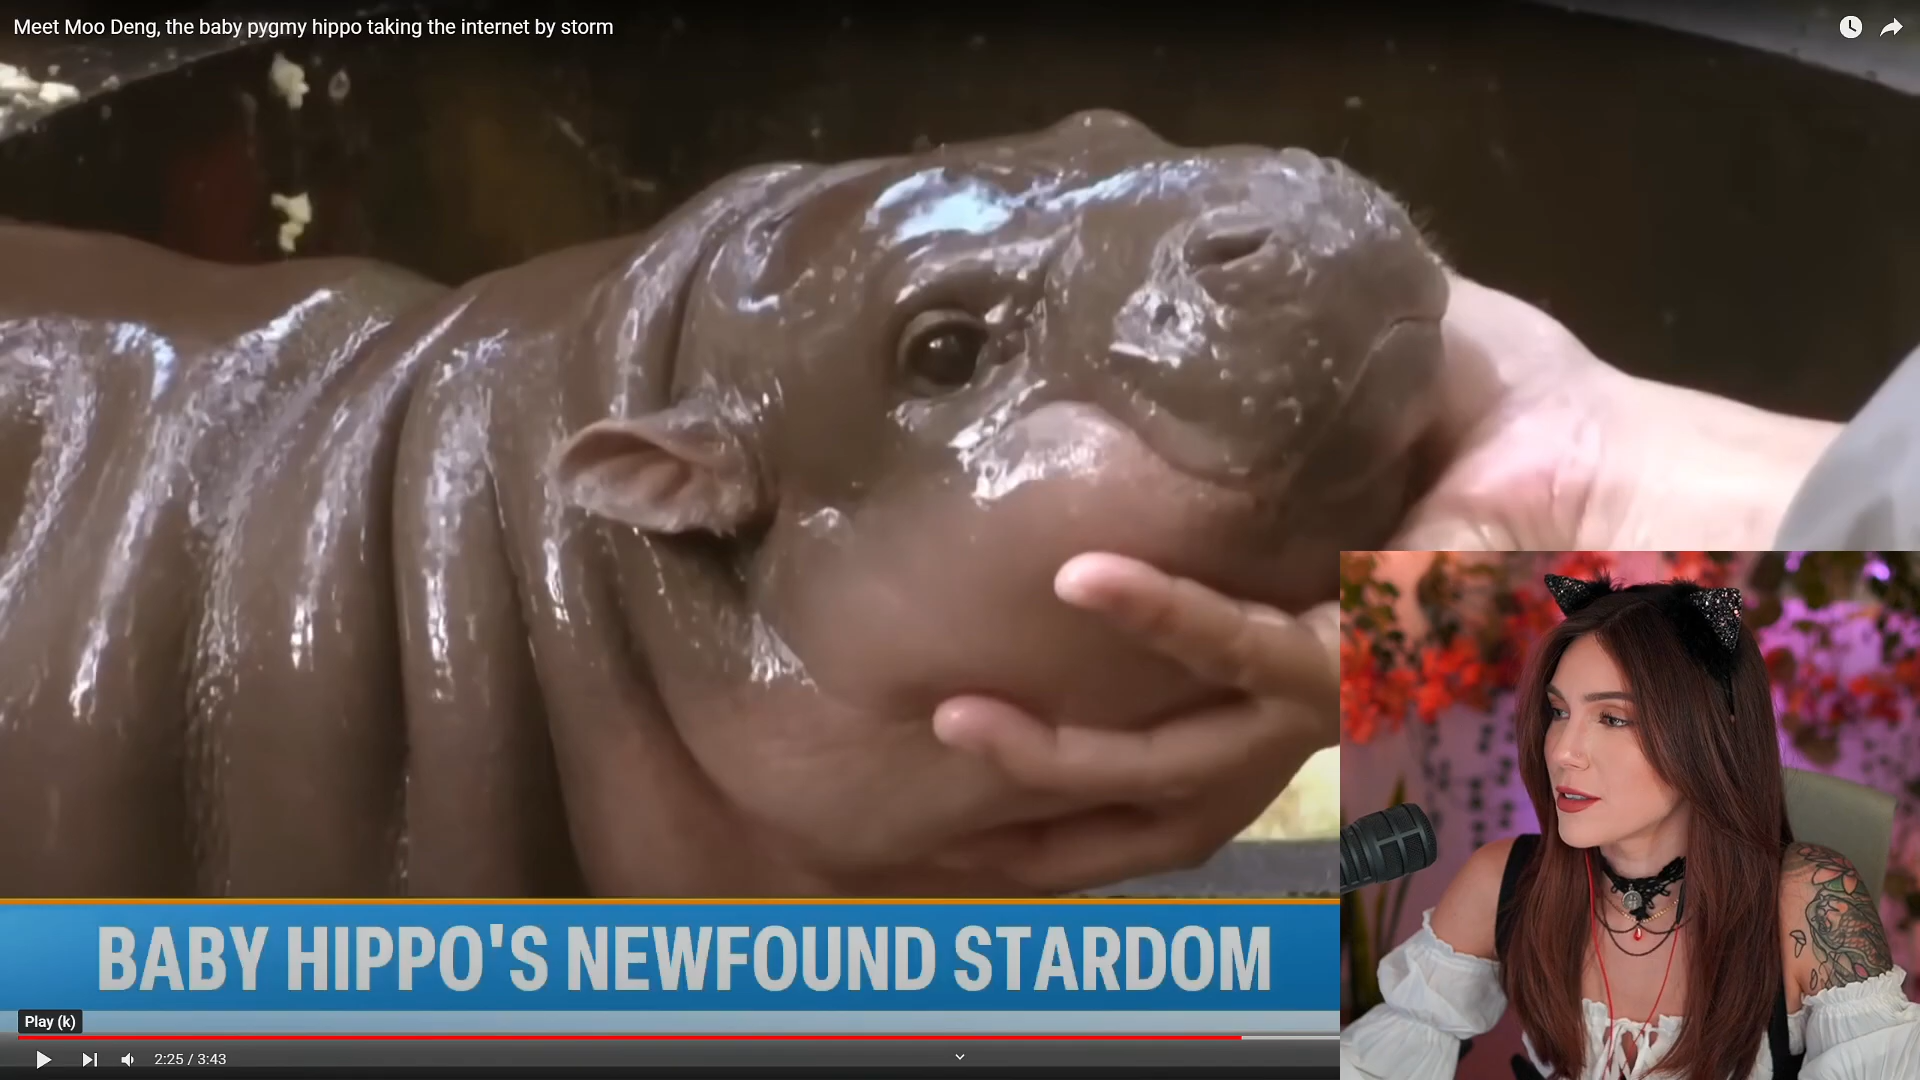 Meet Moo Deng, the baby pygmy hippo taking the internet by storm
BABY HIPPO'S NEWFOUND STARDOM
Play (k)
2:25 / 3:43